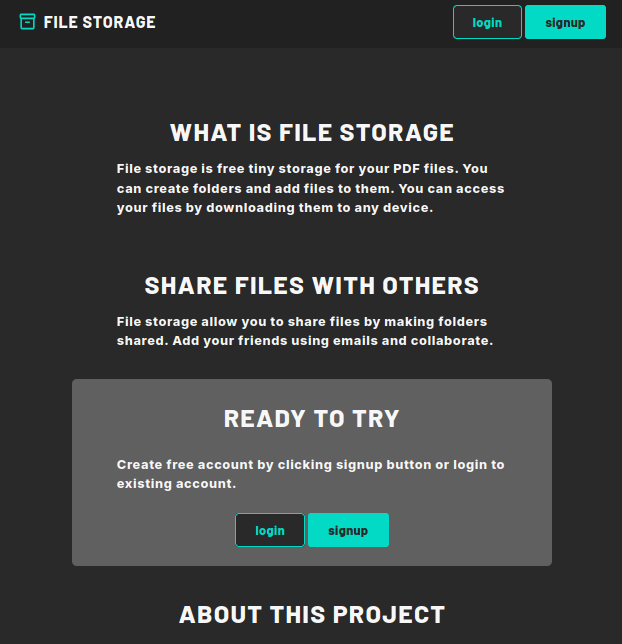 FILE STORAGE
login
signup
WHAT IS FILE STORAGE
File storage is free tiny storage for your PDF files. You
can create folders and add files to them. You can access
your files by downloading them to any device.
SHARE FILES WITH OTHERS
File storage allow you to share files by making folders
shared. Add your friends using emails and collaborate.
READY TO TRY
Create free account by clicking signup button or login to
existing account.
login
signup
ABOUT THIS PROJECT